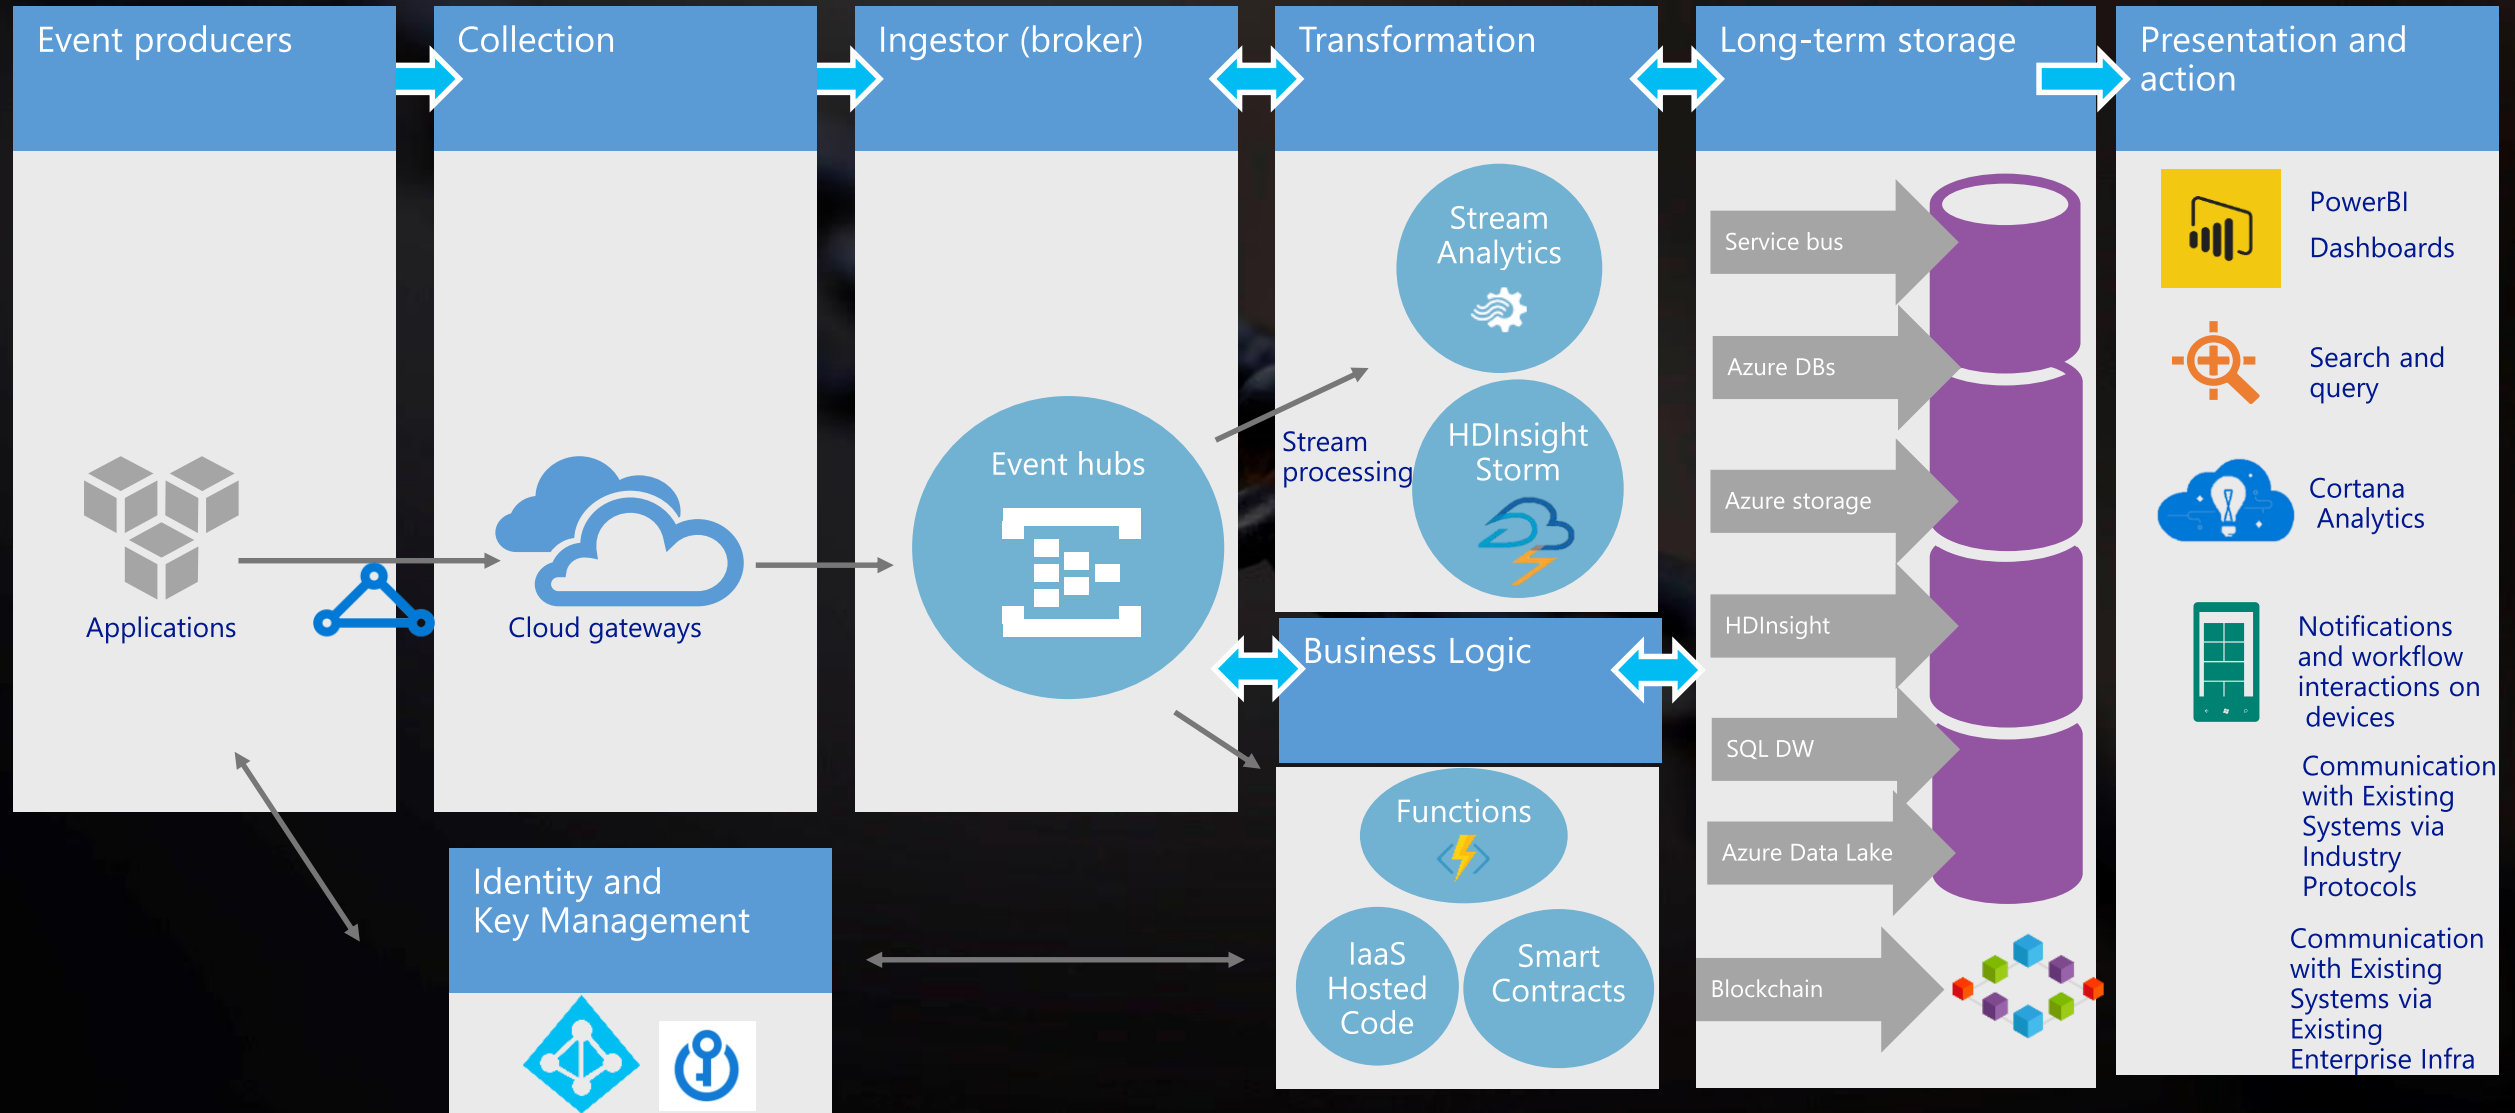 Event producers
Applications
Collection
Cloud gateways
Ingestor (broker)
Event hubs
Transformation
Stream
Analytics
Stream
processing
HDInsight
Storm
Business Logic
Functions
IaaS
Hosted
Code
Smart
Contracts
Identity and
Key Management
Long-term storage
Service bus
Azure DBs
Azure storage
HDInsight
SQL DW
Azure Data Lake
Blockchain
Presentation and
action
PowerBI
Dashboards
Search and
query
Cortana
Analytics
Notifications
and workflow
interactions on
devices
Communication
with Existing
Systems via
Industry
Protocols
Communication
with Existing
Systems via
Existing
Enterprise Infra